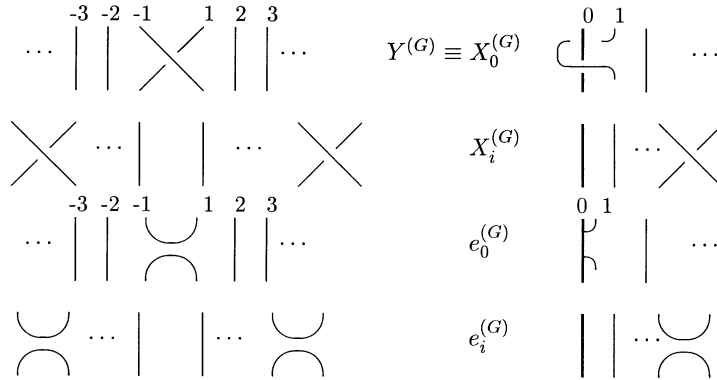 -3 -2 -1 1 2 3 0 1
··· ··· Y^{(G)} ≡ X_0^{(G)} ···
··· ··· X_i^{(G)} ···
-3 -2 -1 1 2 3 0 1
··· ··· e_0^{(G)} ···
··· ··· e_i^{(G)} ···